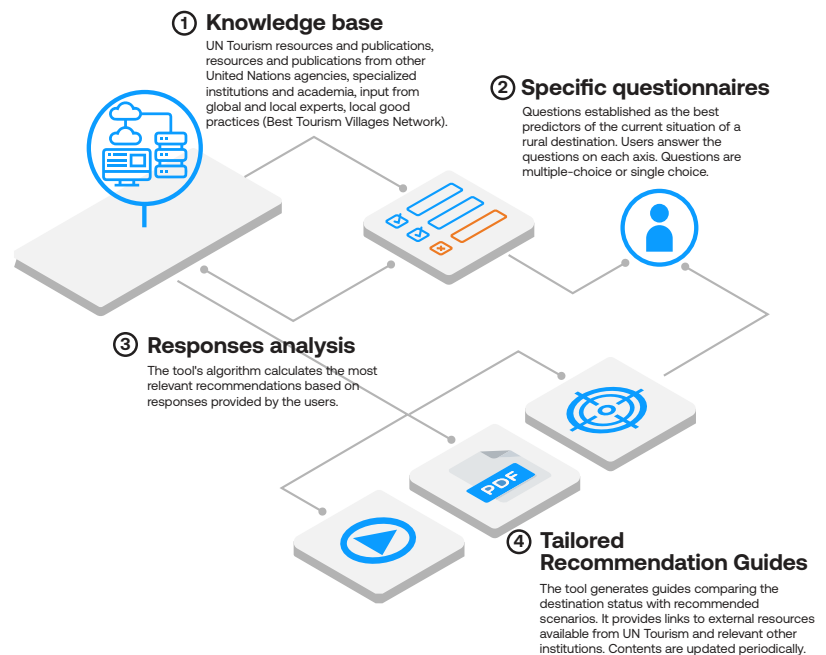 1 Knowledge base
UN Tourism resources and publications,
resources and publications from other
United Nations agencies, specialized
institutions and academia, input from
global and local experts, local good
practices (Best Tourism Villages Network).
2 Specific questionnaires
Questions established as the best
predictors of the current situation of a
rural destination. Users answer the
questions on each axis. Questions are
multiple-choice or single choice.
3 Responses analysis
The tool's algorithm calculates the most
relevant recommendations based on
responses provided by the users.
PDF
4 Tailored
Recommendation Guides
The tool generates guides comparing the
destination status with recommended
scenarios. It provides links to external resources
available from UN Tourism and relevant other
institutions. Contents are updated periodically.